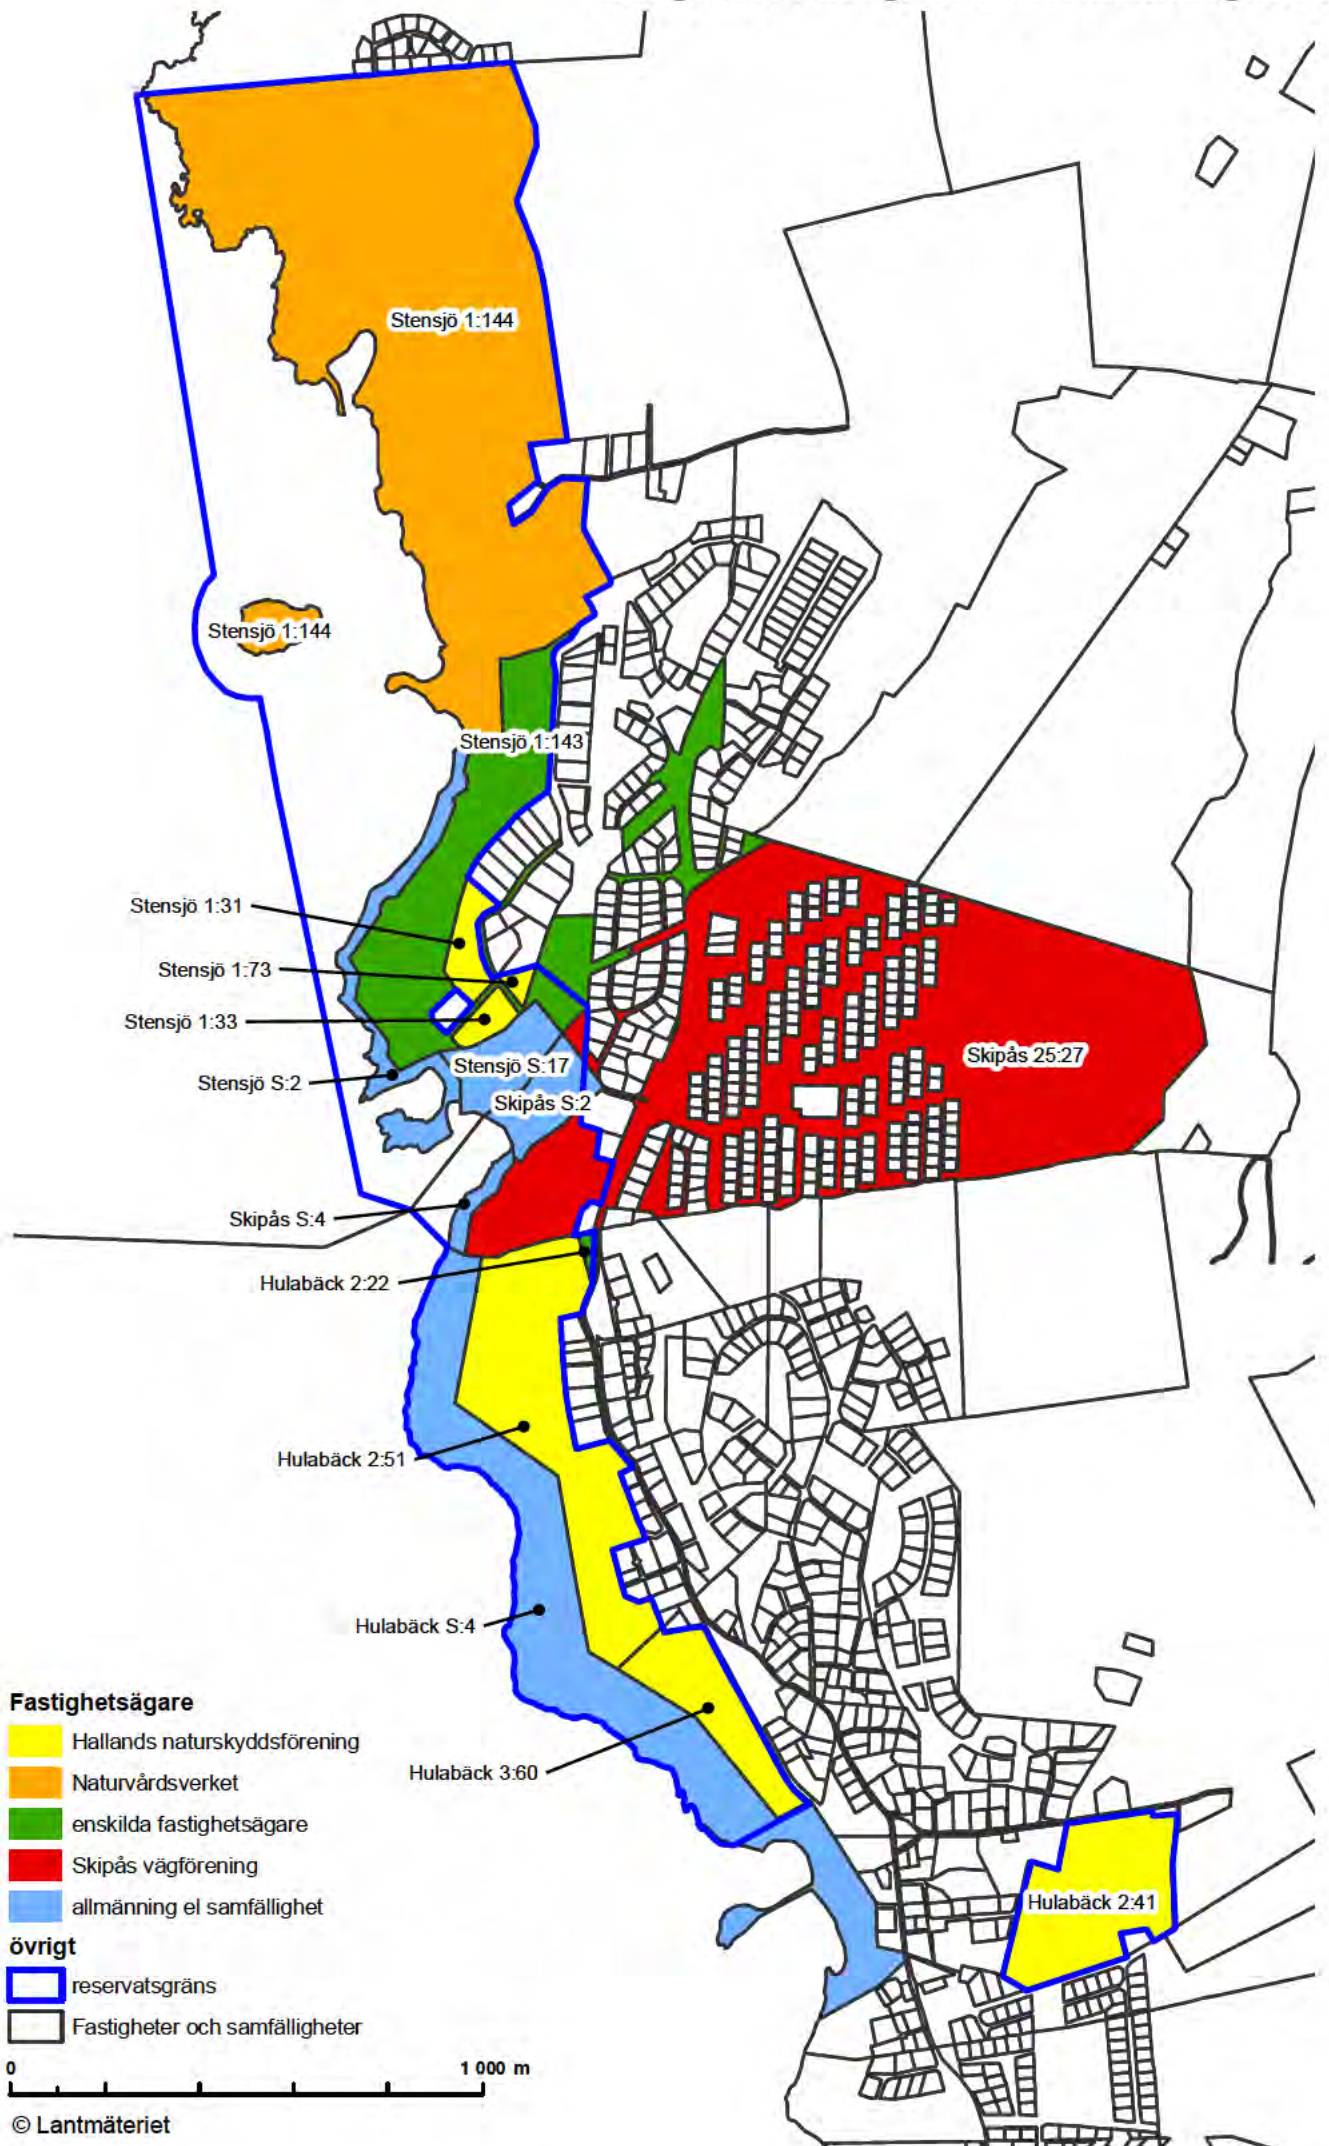 Stensjö 1:144
Stensjö 1:144
Stensjö 1:143
Stensjö 1:31
Stensjö 1:73
Stensjö 1:33
Skipås 25:27
Stensjö S:17
Stensjö S:2
Skipås S:2
Skipås S:4
Hulabäck 2:22
Hulabäck 2:51
Hulabäck S:4
Fastighetsägare
Hallands naturskyddsförening
Hulabäck 3:60
Naturvårdsverket
enskilda fastighetsägare
Skipås vägförening
Hulabäck 2:41
allmänning el samfällighet
övrigt
reservatsgräns
Fastigheter och samfälligheter
0 1 000 m
© Lantmäteriet